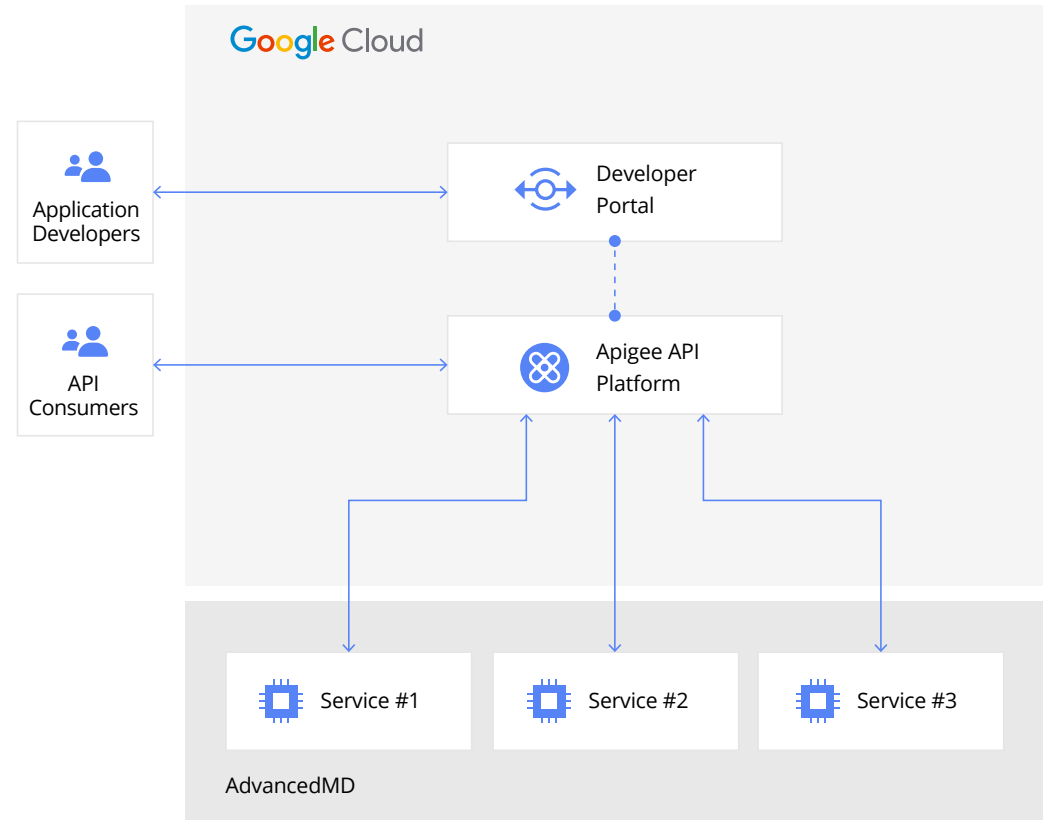 Google Cloud
Application
Developers
Developer
Portal
API
Consumers
Apigee API
Platform
Service #1
Service #2
Service #3
AdvancedMD